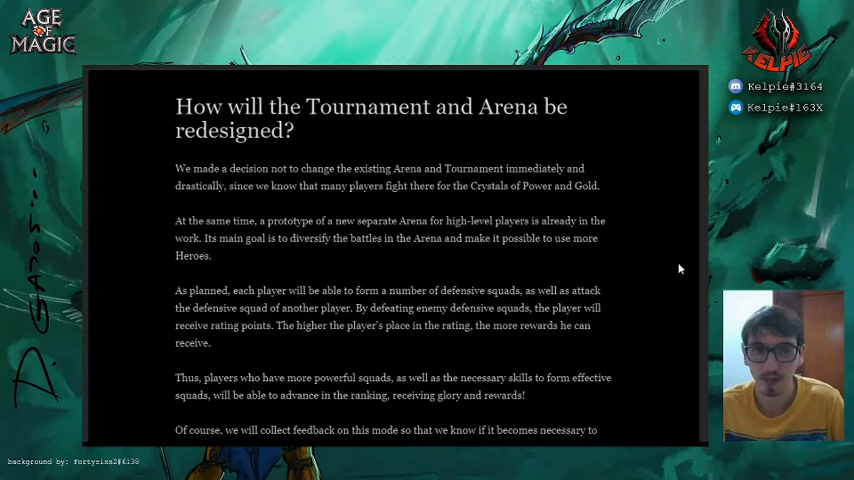 AGE
OF
MAGIC
KELPIE
Kelpie#3164
Kelpie#163X
How will the Tournament and Arena be
redesigned?
We made a decision not to change the existing Arena and Tournament immediately and
drastically, since we know that many players fight there for the Crystals of Power and Gold.
At the same time, a prototype of a new separate Arena for high-level players is already in the
work. Its main goal is to diversify the battles in the Arena and make it possible to use more
Heroes.
As planned, each player will be able to form a number of defensive squads, as well as attack
the defensive squad of another player. By defeating enemy defensive squads, the player will
receive rating points. The higher the player's place in the rating, the more rewards he can
receive.
Thus, players who have more powerful squads, as well as the necessary skills to form effective
squads, will be able to advance in the ranking, receiving glory and rewards!
Of course, we will collect feedback on this mode so that we know if it becomes necessary to
background by: Fortysixn2#6138